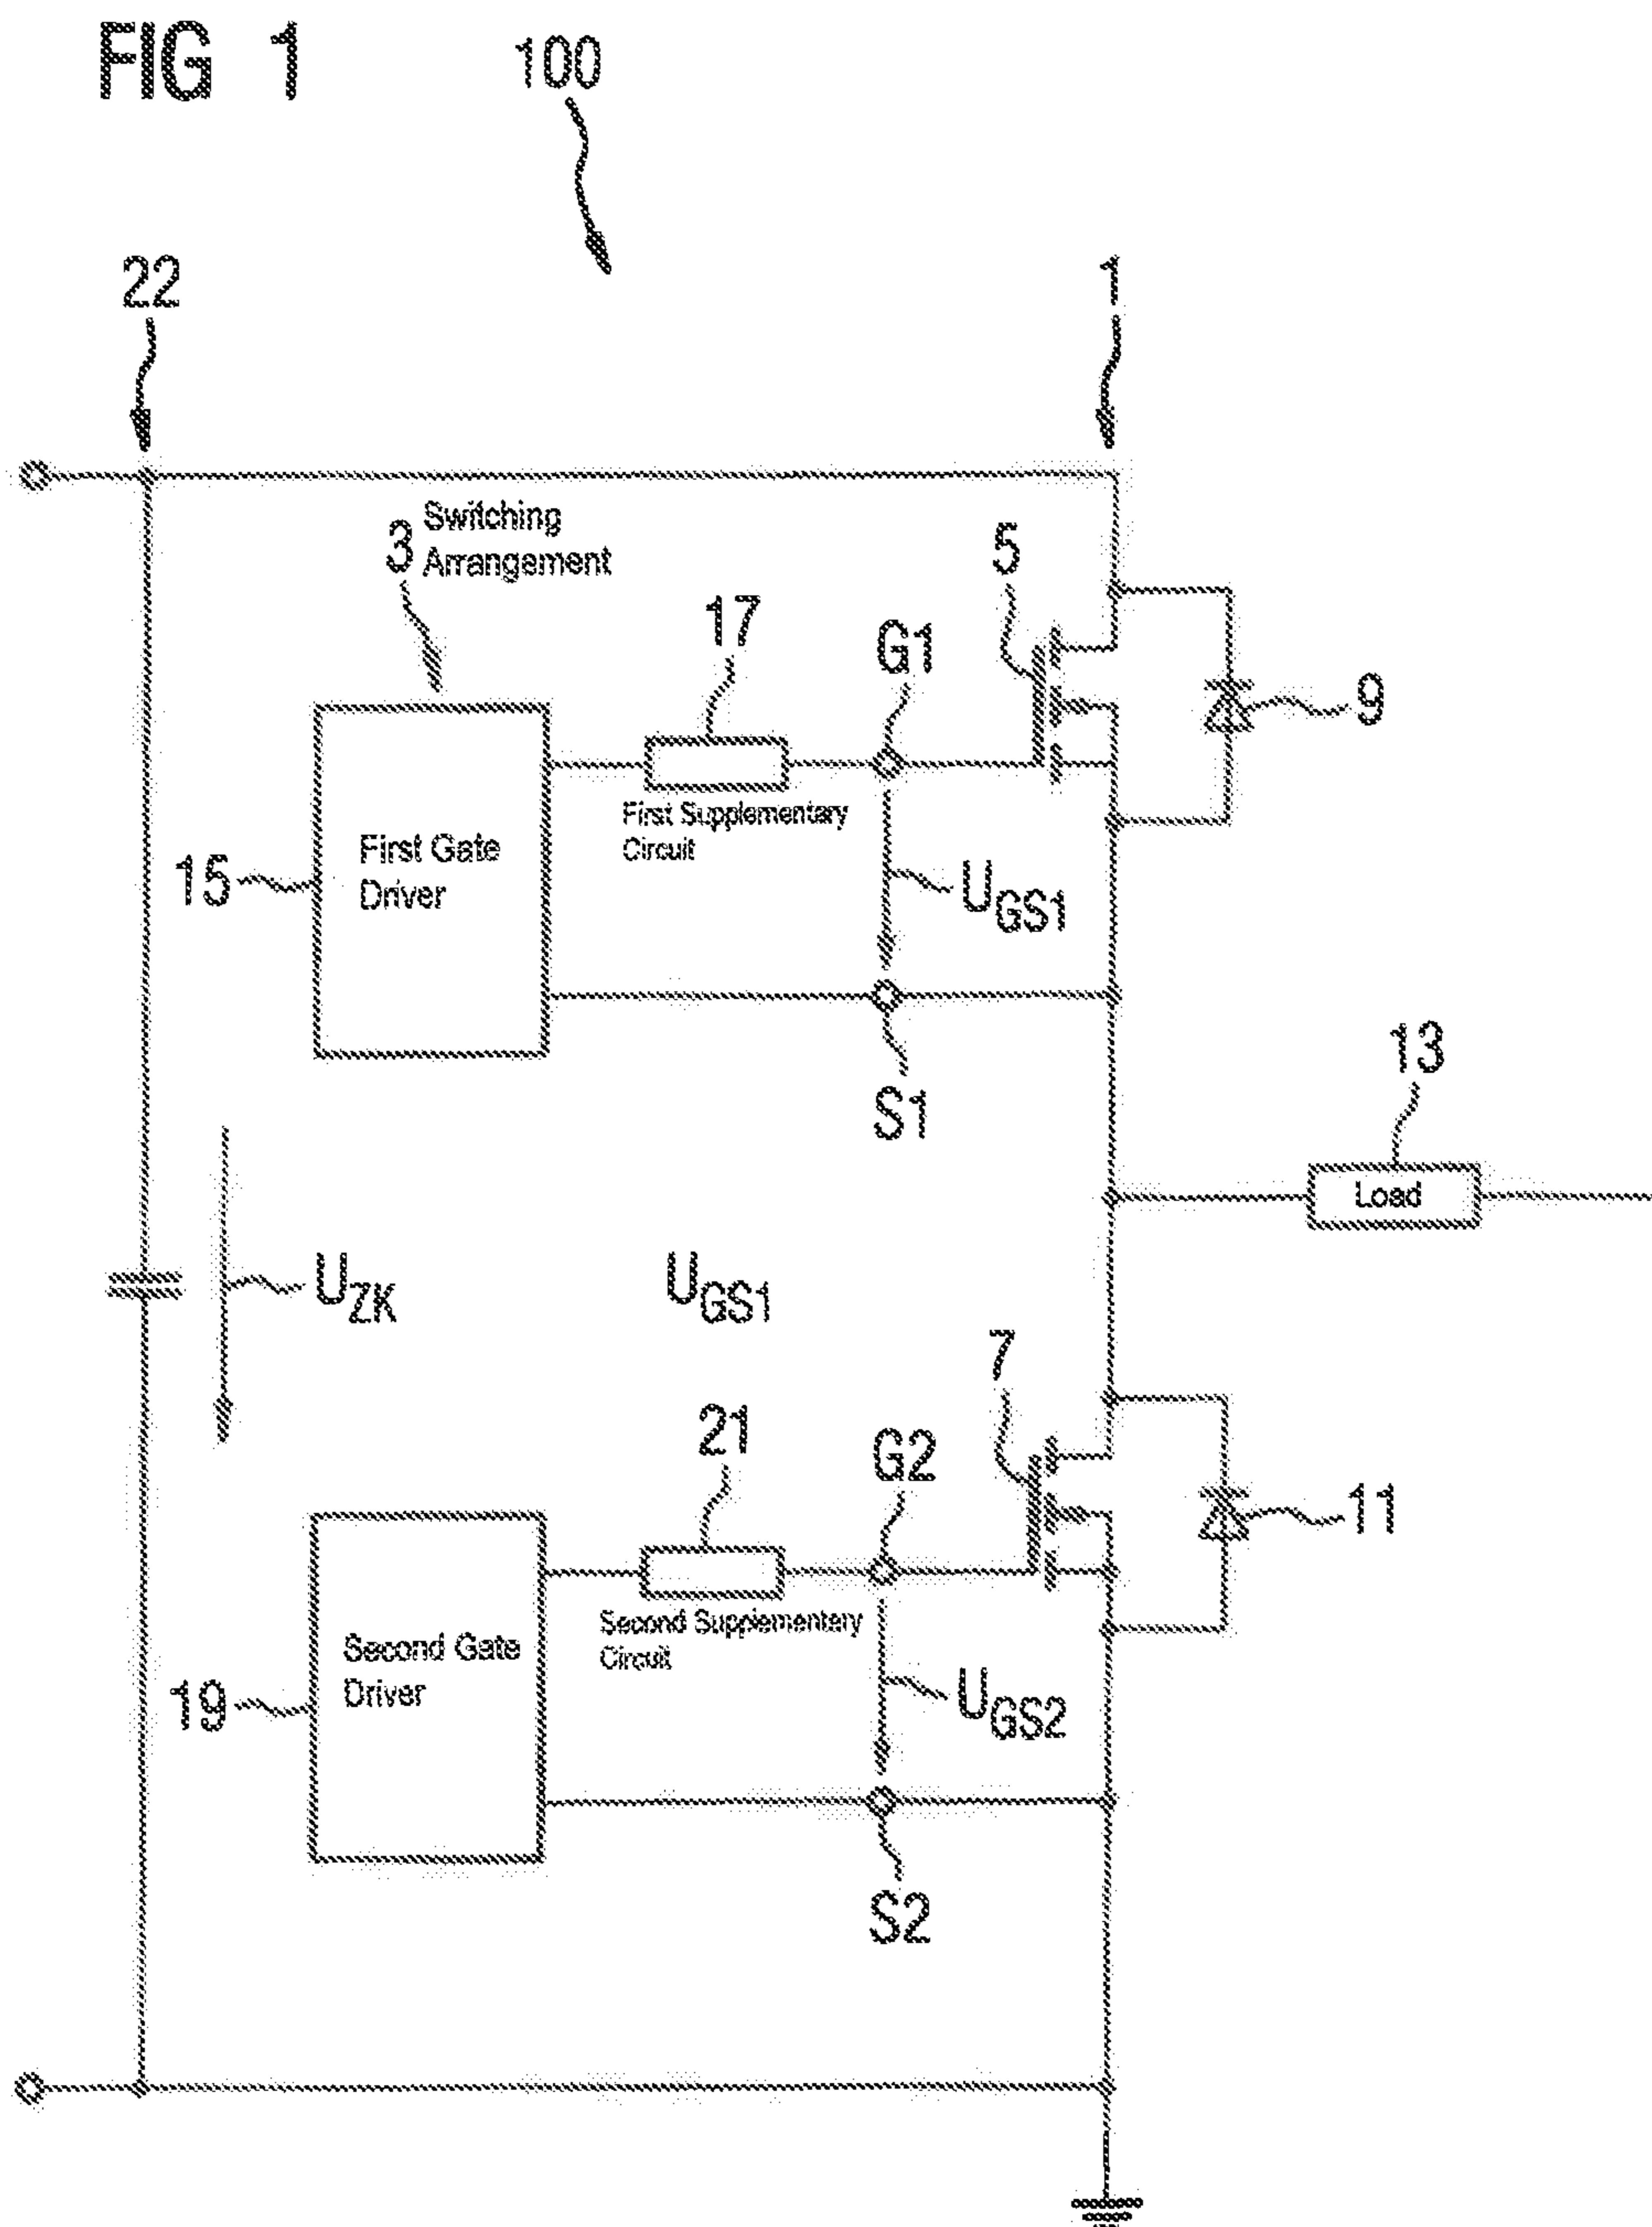 FIG 1
100
22
1
3
Switching
Arrangement
5
17
G1
9
First Supplementary
Circuit
First Gate
Driver
15
UGS1
S1
13
Load
UZK
UGS1
7
21
G2
11
Second Supplementary
Circuit
Second Gate
Driver
19
UGS2
S2